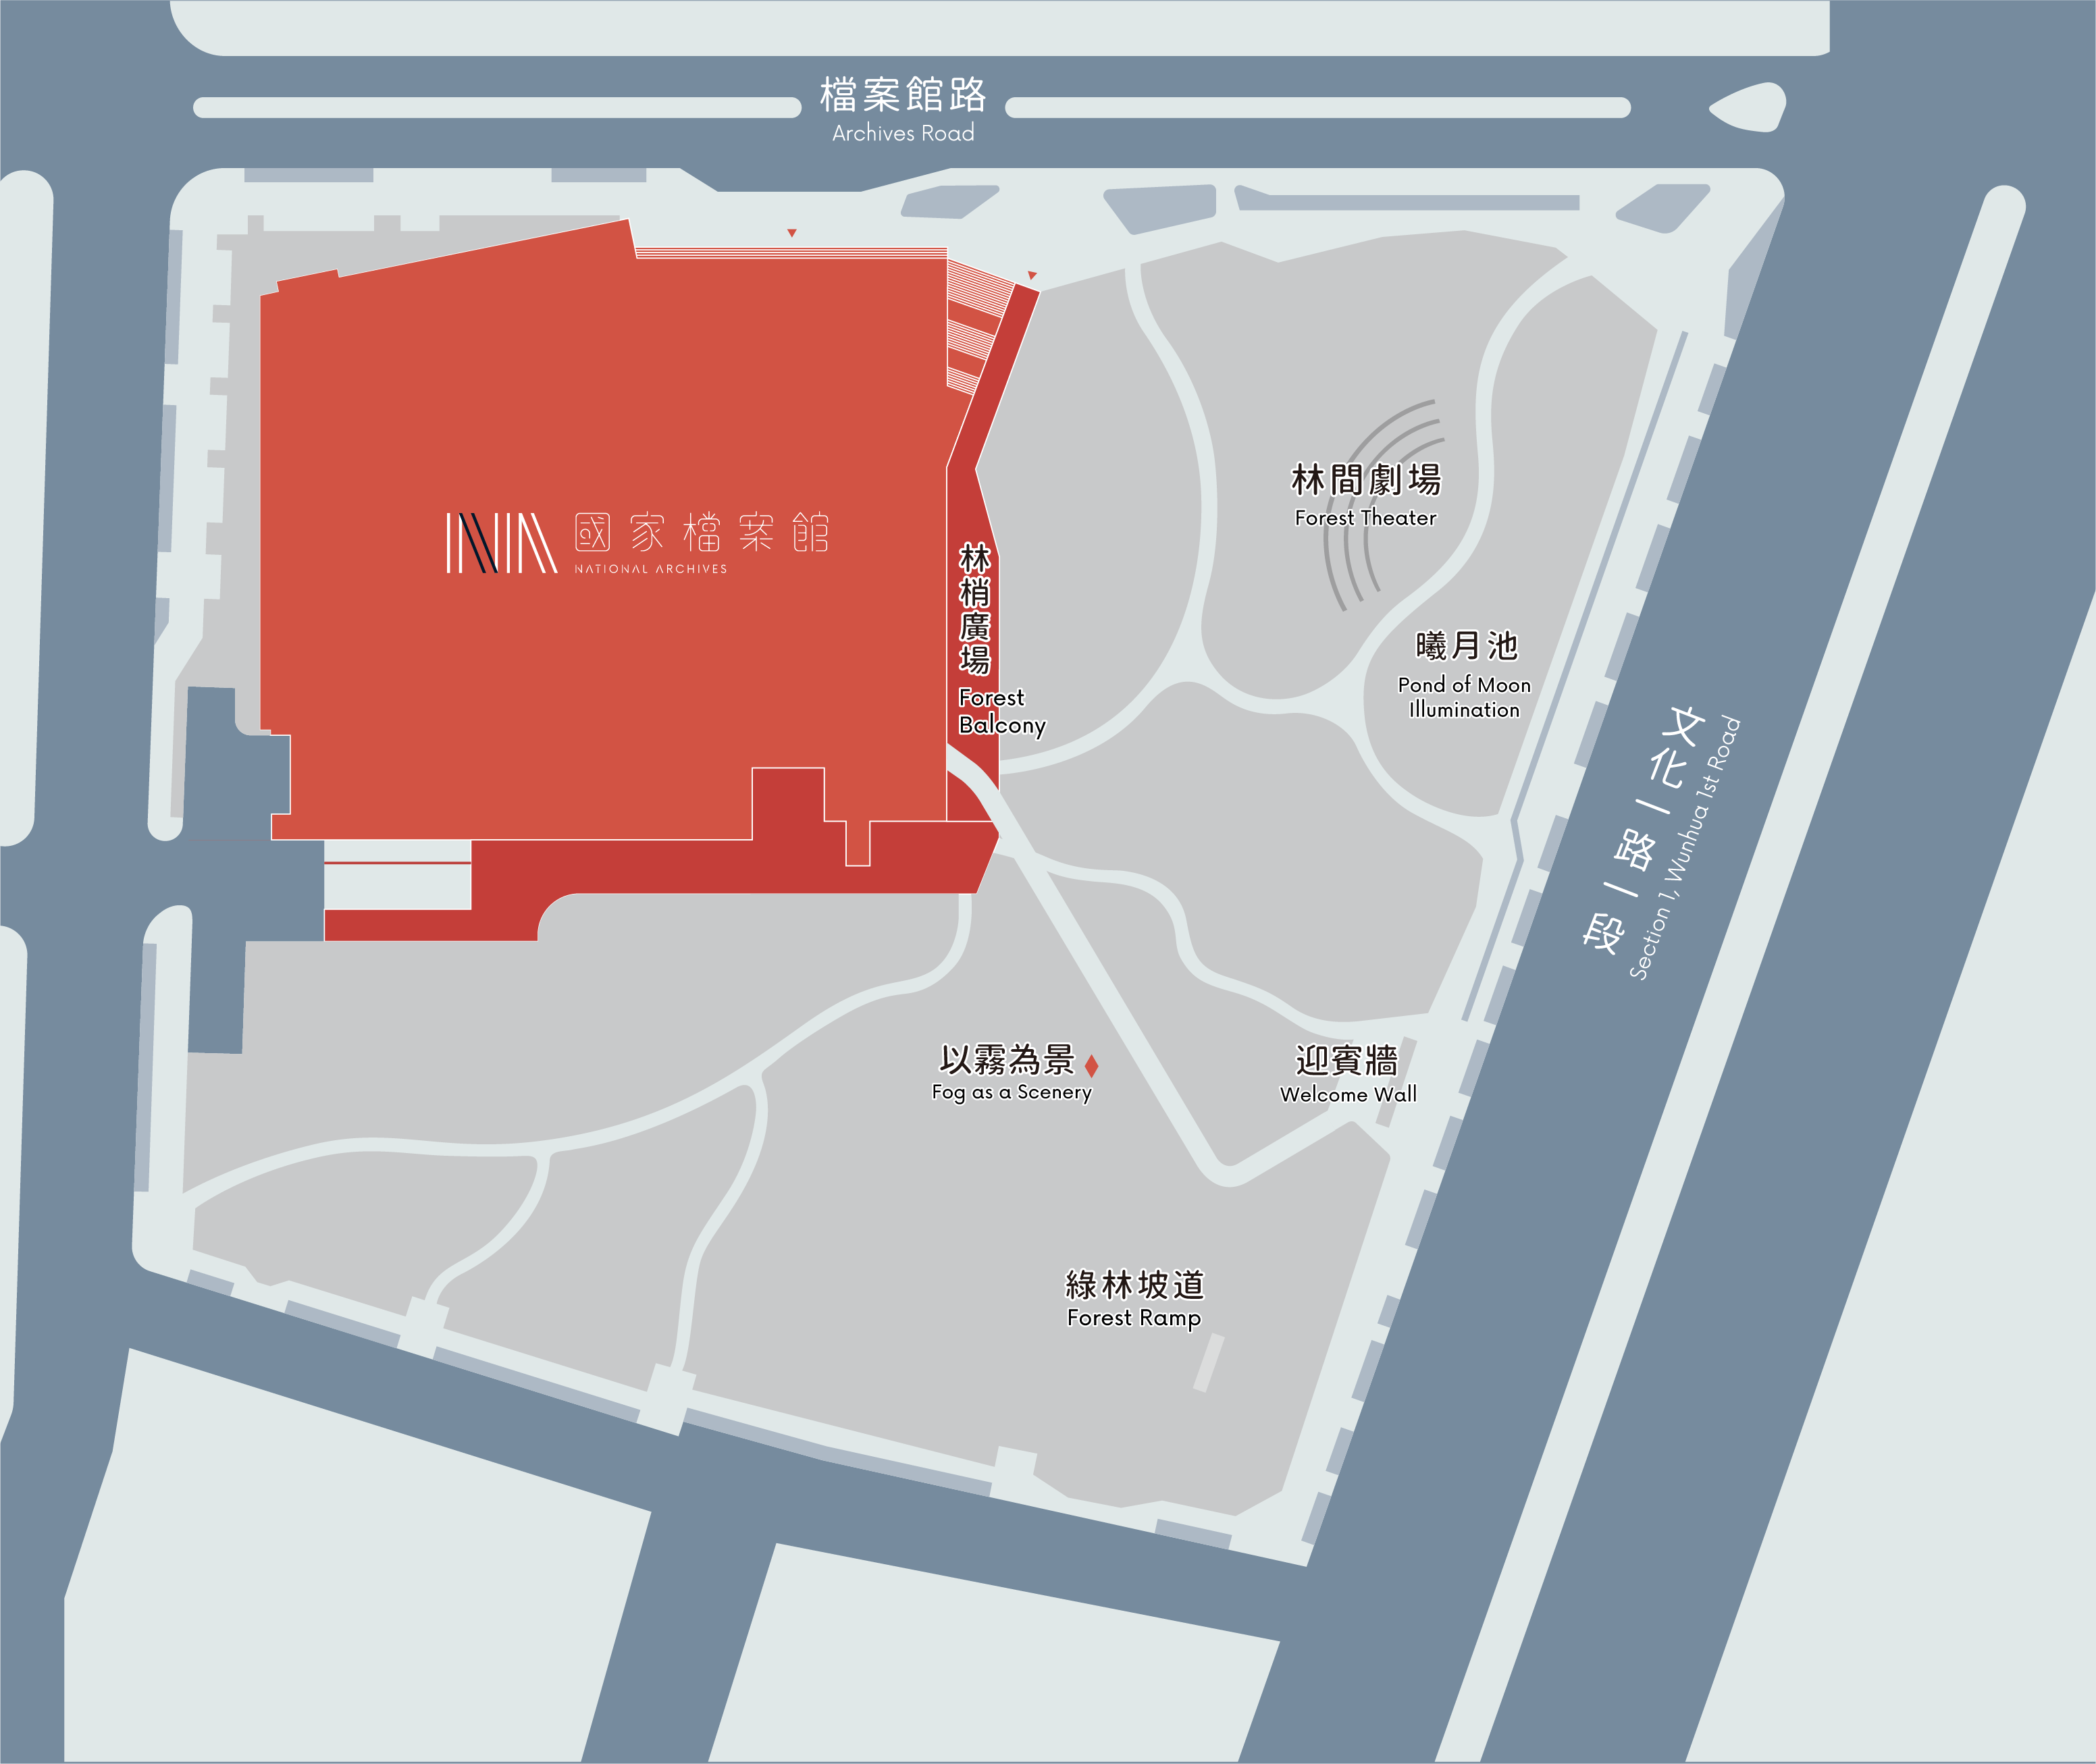 檔案館路
Archives Road
國家檔案館
NATIONAL ARCHIVES
林梢廣場
Forest
Balcony
林間劇場
Forest Theater
曦月池
Pond of Moon
Illumination
文化一路一段
Section 1, Wunhua 1st Road
以霧為景
Fog as a Scenery
迎賓牆
Welcome Wall
綠林坡道
Forest Ramp